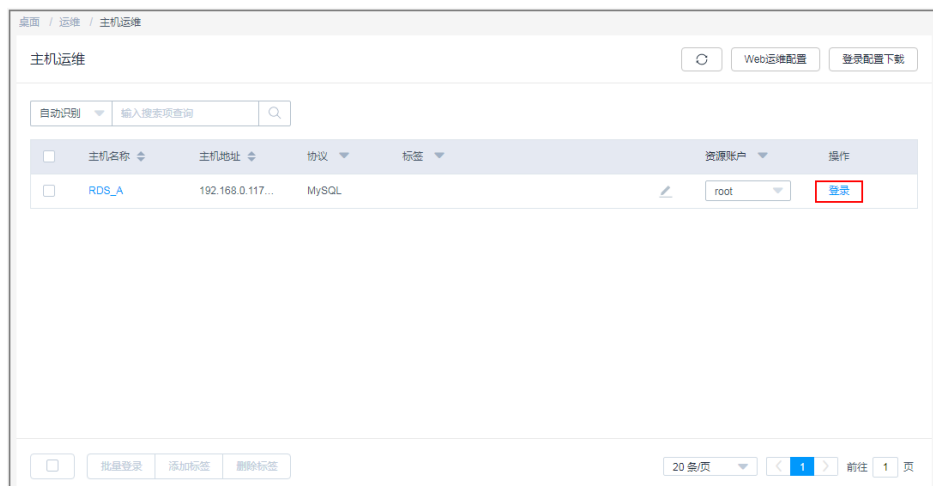 桌面 / 运维 / 主机运维
主机运维 Web运维配置 登录配置下载
自动识别 输入搜索项查询
主机名称 主机地址 协议 标签 资源账户 操作
RDS_A 192.168.0.117... MySQL root 登录
批量登录 添加标签 删除标签 20 条/页 1 前往 1 页